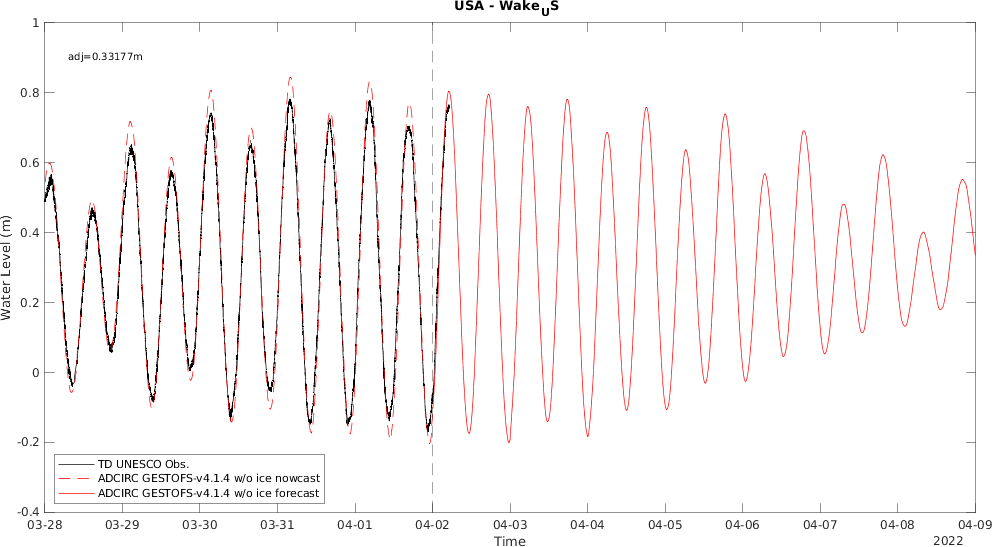 USA - WakeUS
adj=0.33177m
1
0.8
0.6
0.4
0.2
0
-0.2
-0.4
Water Level (m)
TD UNESCO Obs.
ADCIRC GESTOFS-v4.1.4 w/o ice nowcast
ADCIRC GESTOFS-v4.1.4 w/o ice forecast
03-28 03-29 03-30 03-31 04-01 04-02 04-03 04-04 04-05 04-06 04-07 04-08 04-09
Time
2022